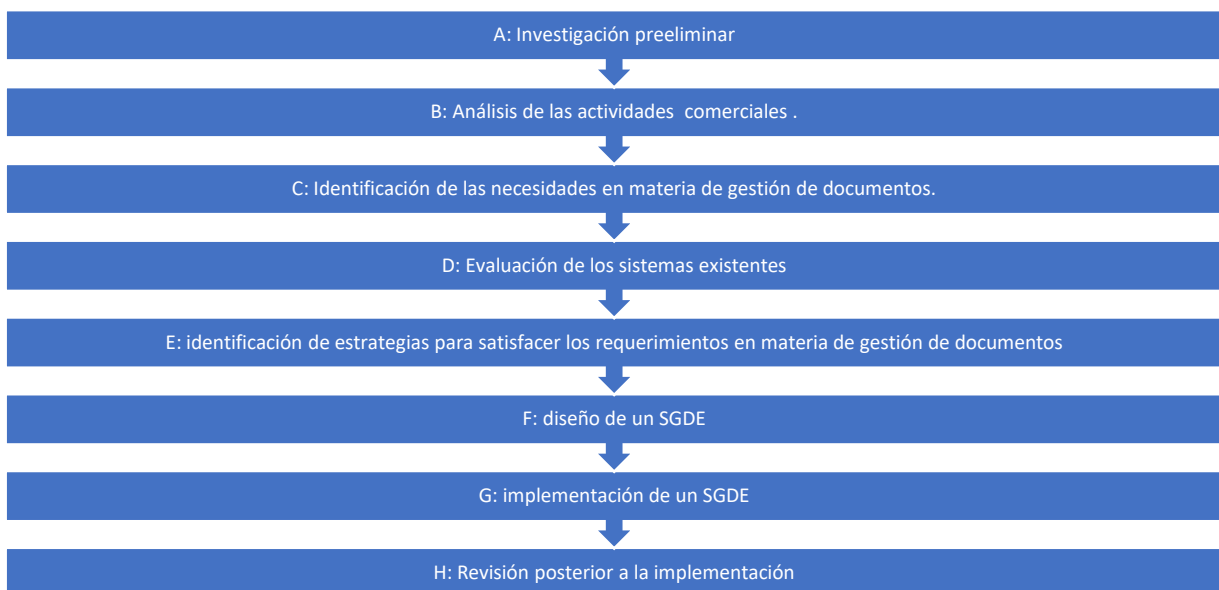 A: Investigación preeliminar
B: Análisis de las actividades comerciales .
C: Identificación de las necesidades en materia de gestión de documentos.
D: Evaluación de los sistemas existentes
E: identificación de estrategias para satisfacer los requerimientos en materia de gestión de documentos
F: diseño de un SGDE
G: implementación de un SGDE
H: Revisión posterior a la implementación